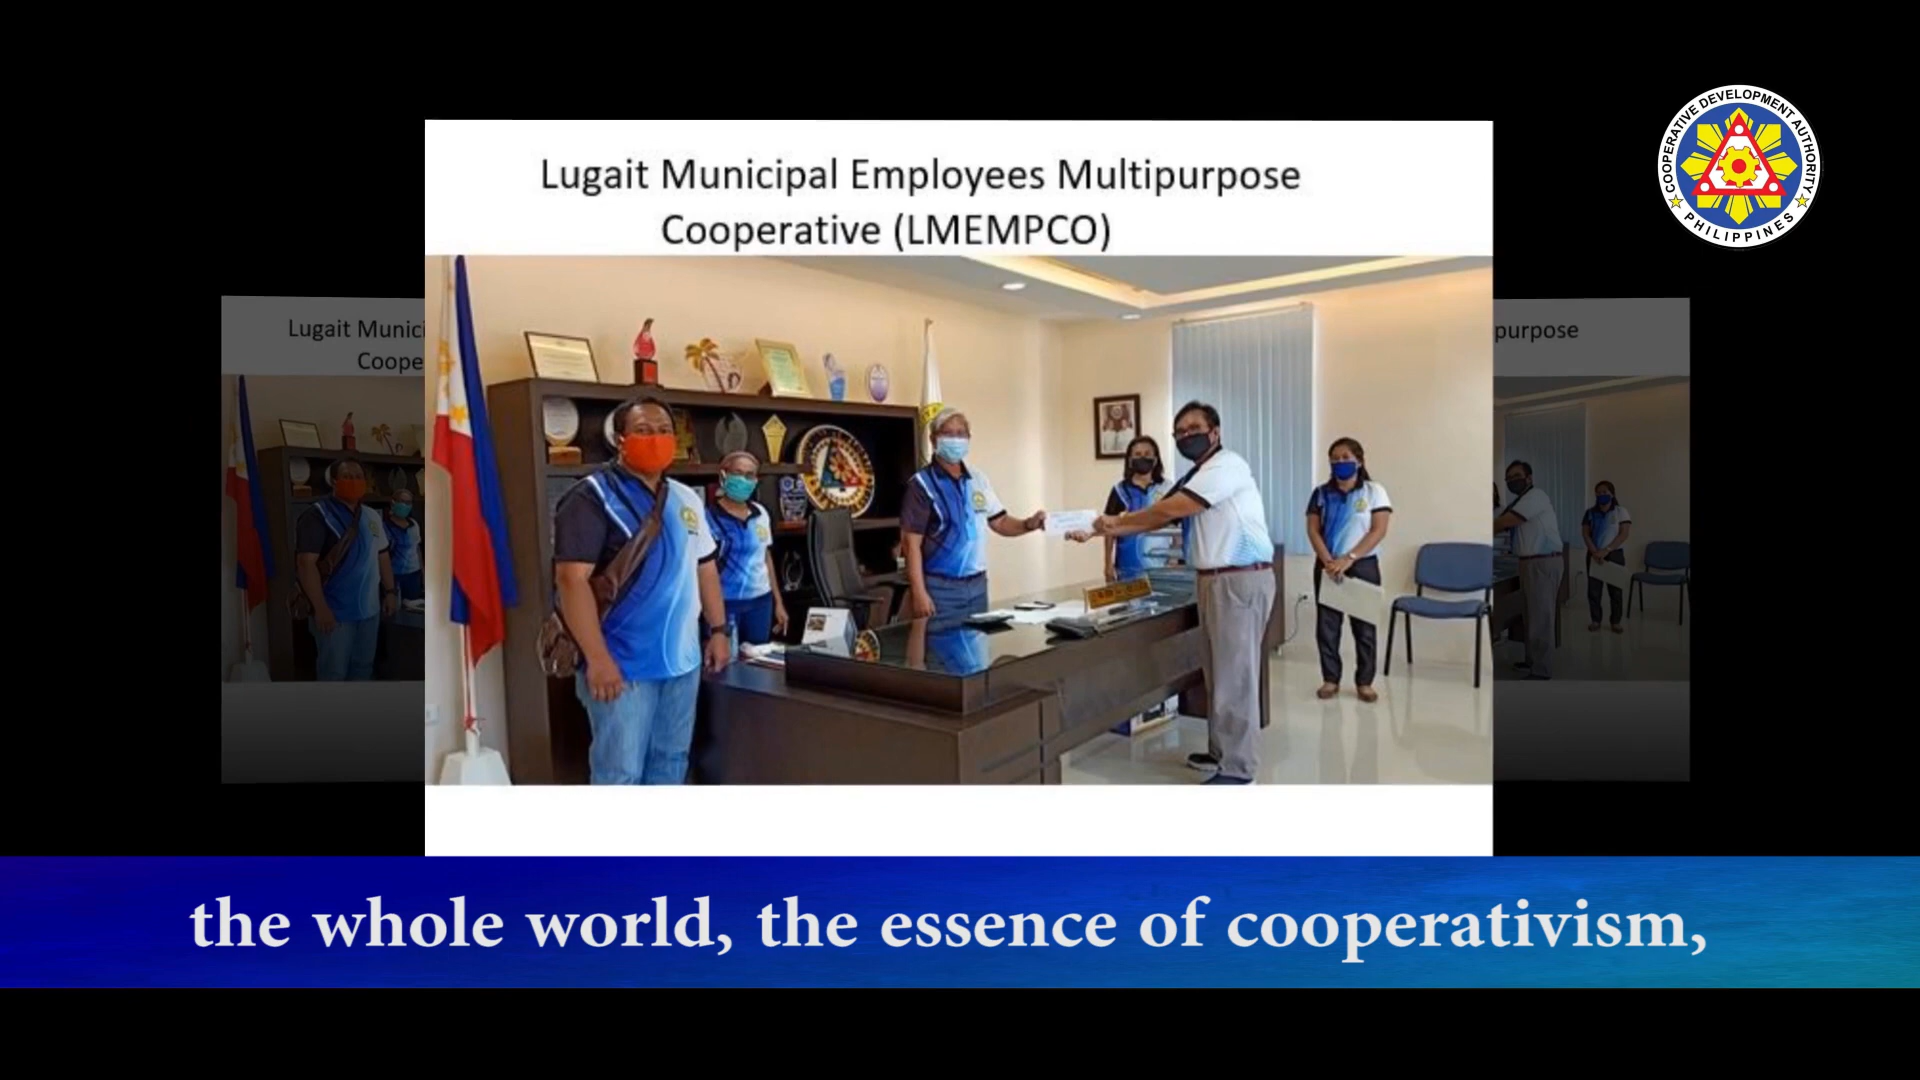 COOPERATIVE DEVELOPMENT AUTHORITY
PHILIPPINES
Lugait Municipal Employees Multipurpose
Cooperative (LMEMPCO)
Lugait Munici
Coope
purpose
the whole world, the essence of cooperativism,